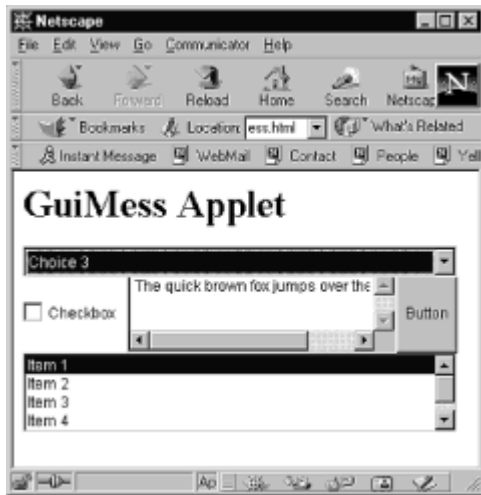 Netscape
File Edit View Go Communicator Help
Back Forward Reload Home Search Netscap N
Bookmarks Location: ess.html What's Related
Instant Message WebMail Contact People Yell
GuiMess Applet
Choice 3
Checkbox
The quick brown fox jumps over the
Button
Item 1
Item 2
Item 3
Item 4
Ap